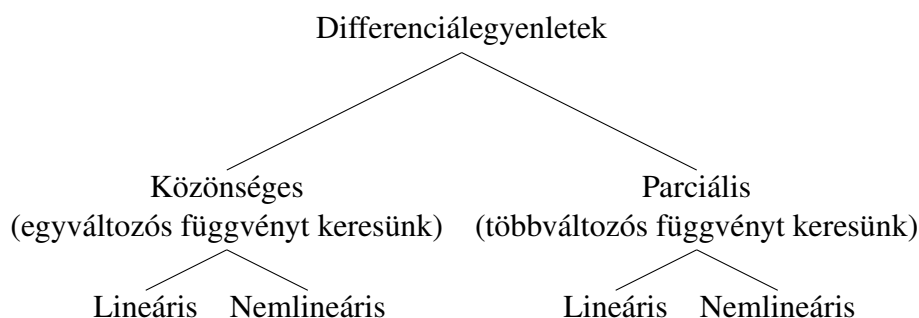 Differenciálegyenletek
Közönséges
(egyváltozós függvényt keresünk)
Parciális
(többváltozós függvényt keresünk)
Lineáris Nemlineáris
Lineáris Nemlineáris